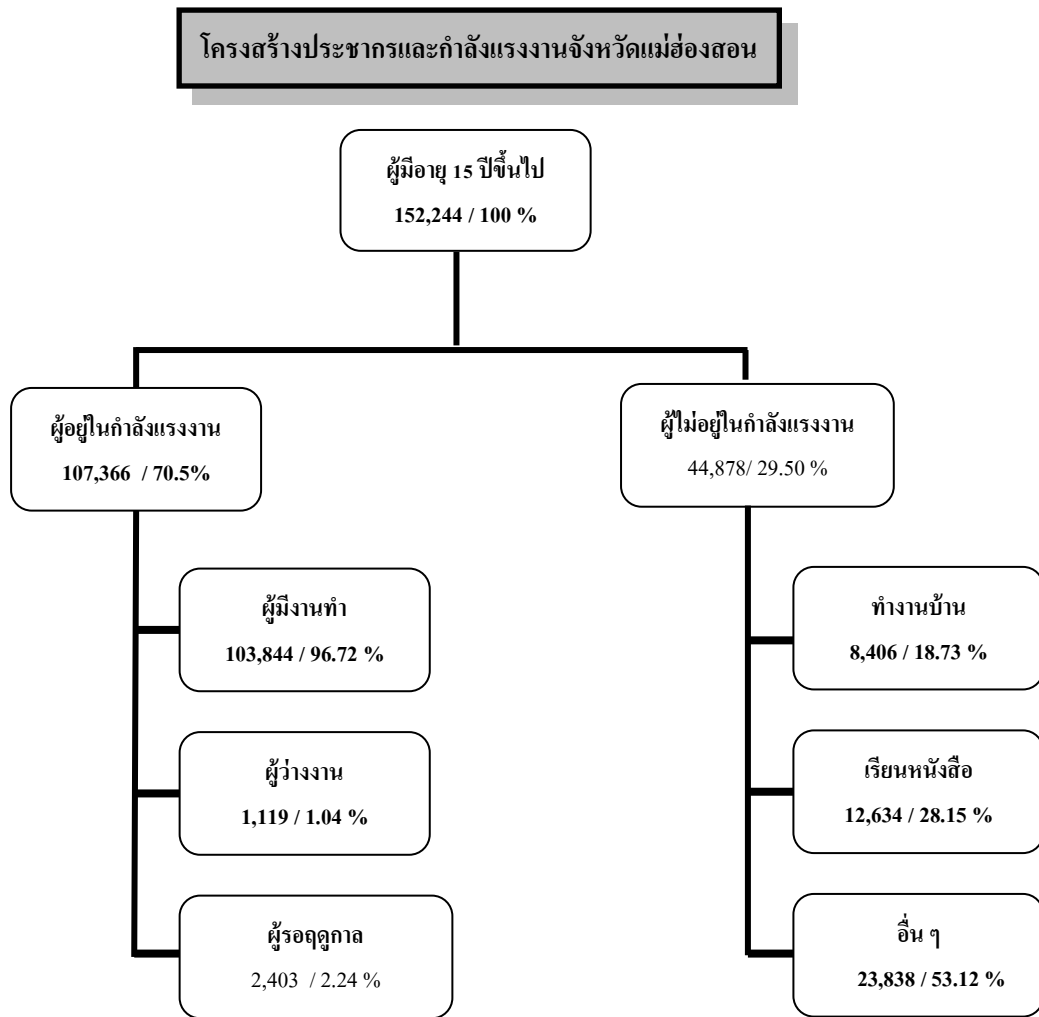 โครงสร้างประชากรและกำลังแรงงานจังหวัดแม่ฮ่องสอน
ผู้มีอายุ 15 ปีขึ้นไป
152,244 / 100 %
ผู้อยู่ในกำลังแรงงาน
107,366 / 70.5%
ผู้ไม่อยู่ในกำลังแรงงาน
44,878/ 29.50 %
ผู้มีงานทำ
103,844 / 96.72 %
ผู้ว่างงาน
1,119 / 1.04 %
ผู้รอฤดูกาล
2,403 / 2.24 %
ทำงานบ้าน
8,406 / 18.73 %
เรียนหนังสือ
12,634 / 28.15 %
อื่น ๆ
23,838 / 53.12 %